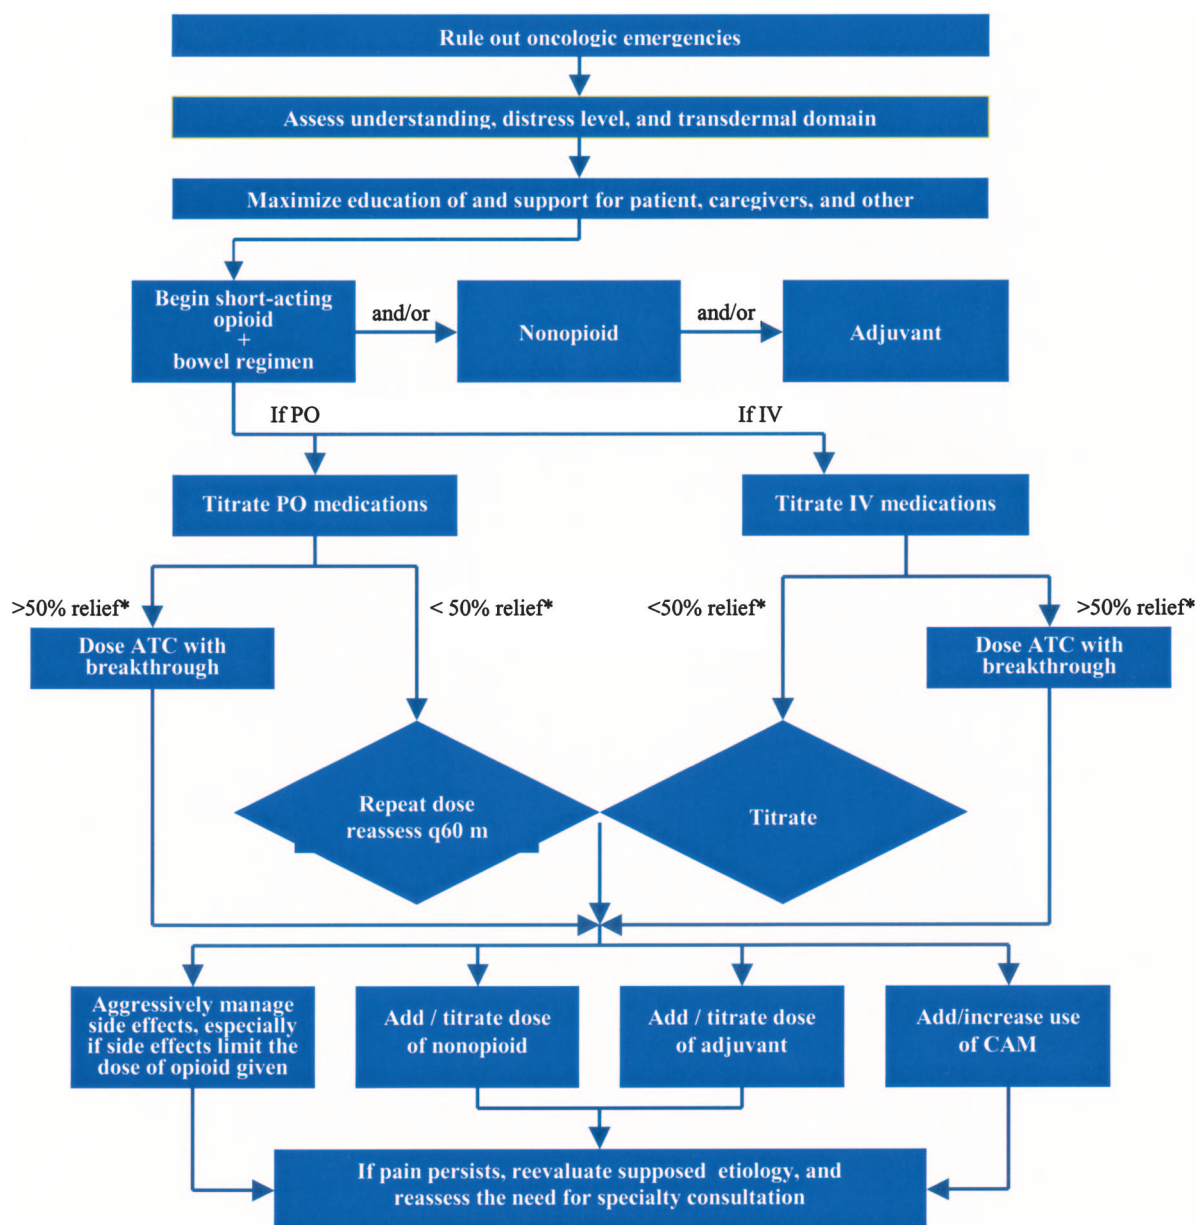 Rule out oncologic emergencies
Assess understanding, distress level, and transdermal domain
Maximize education of and support for patient, caregivers, and other
Begin short-acting
opioid
+
bowel regimen
and/or
Nonopioid
and/or
Adjuvant
If PO
If IV
Titrate PO medications
Titrate IV medications
>50% relief*
< 50% relief*
<50% relief*
>50% relief*
Dose ATC with
breakthrough
Dose ATC with
breakthrough
Repeat dose
reassess q60 m
Titrate
Aggressively manage
side effects, especially
if side effects limit the
dose of opioid given
Add / titrate dose
of nonopioid
Add / titrate dose
of adjuvant
Add/increase use
of CAM
If pain persists, reevaluate supposed etiology, and
reassess the need for specialty consultation